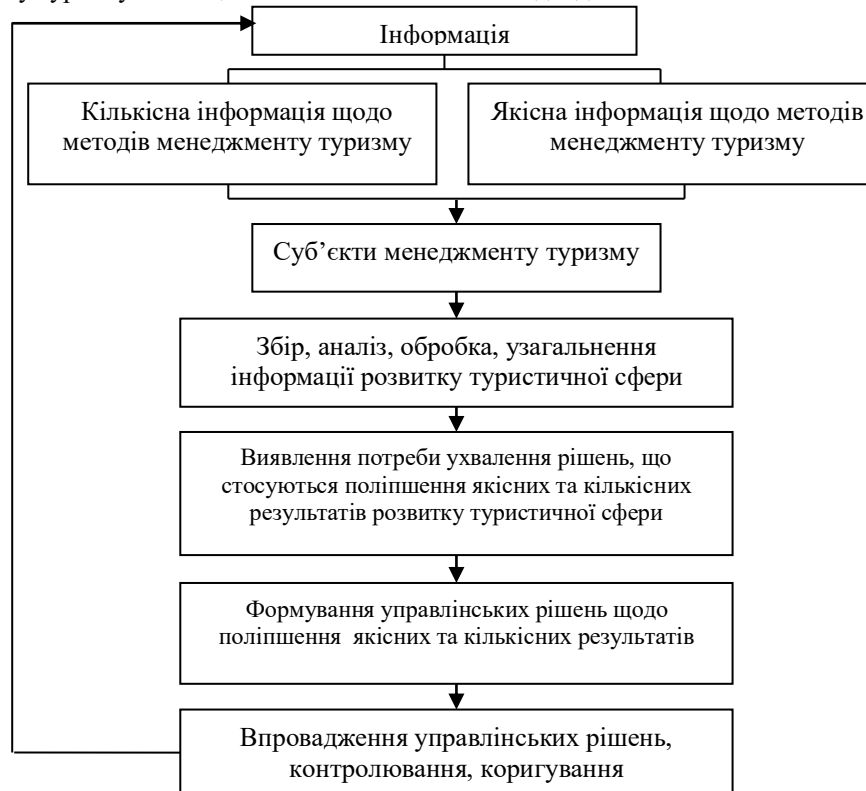 Інформація
Кількісна інформація щодо
методів менеджменту туризму
Якісна інформація щодо методів
менеджменту туризму
Суб’єкти менеджменту туризму
Збір, аналіз, обробка, узагальнення
інформації розвитку туристичної сфери
Виявлення потреби ухвалення рішень, що
стосуються поліпшення якісних та кількісних
результатів розвитку туристичної сфери
Формування управлінських рішень щодо
поліпшення якісних та кількісних результатів
Впровадження управлінських рішень,
контролювання, коригування